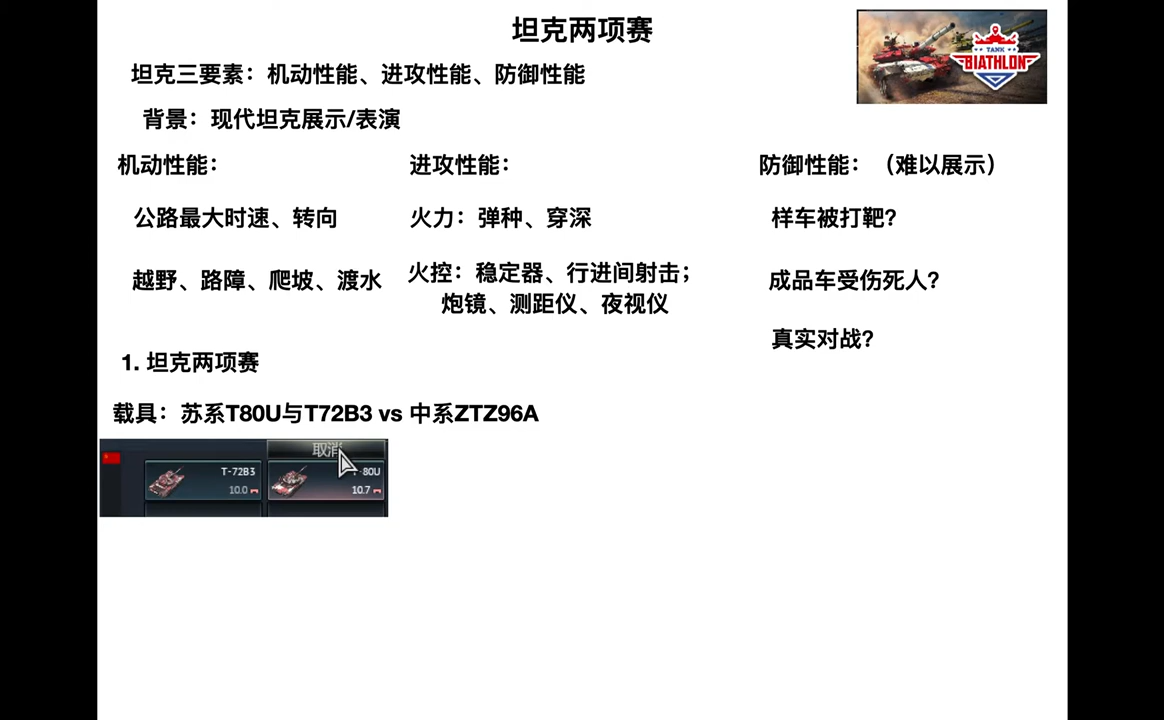 坦克两项赛
TANK
BIATHLON
坦克三要素：机动性能、进攻性能、防御性能
背景：现代坦克展示/表演
机动性能：
进攻性能：
防御性能：（难以展示）
公路最大时速、转向
火力：弹种、穿深
样车被打靶？
越野、路障、爬坡、渡水
火控：稳定器、行进间射击；
炮镜、测距仪、夜视仪
成品车受伤死人？
真实对战？
1. 坦克两项赛
载具：苏系T80U与T72B3 vs 中系ZTZ96A
取消
T-72B3
-80U
10.0
10.7